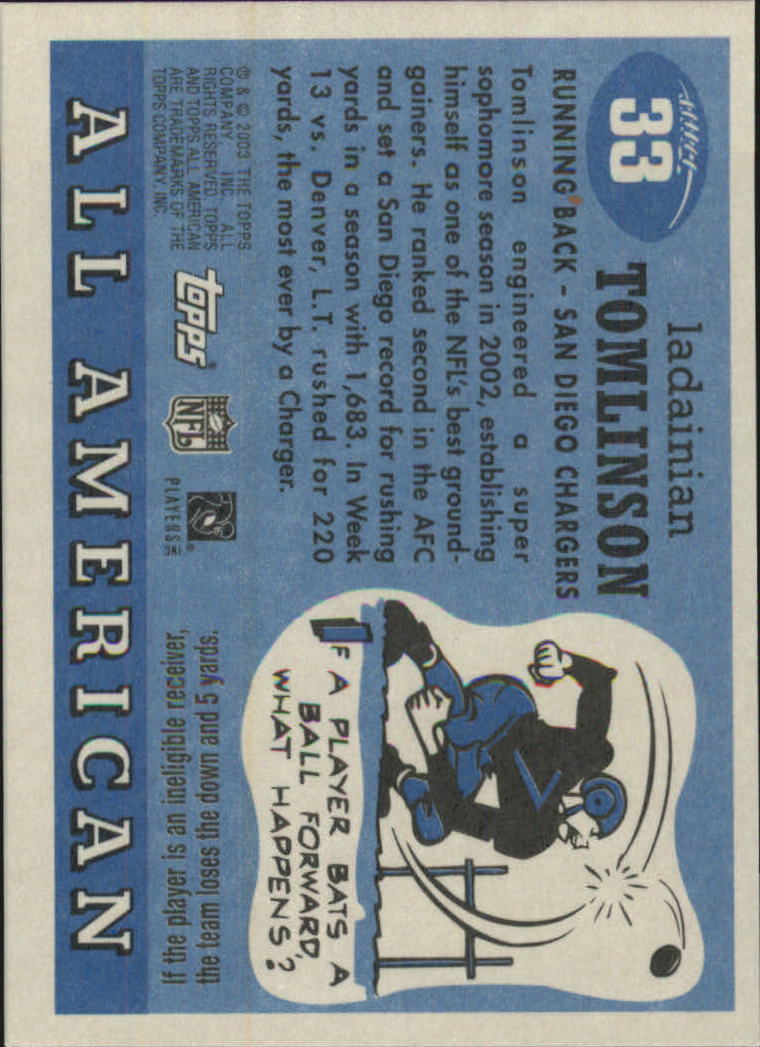 33
ladainian
TOMLINSON
RUNNING BACK - SAN DIEGO CHARGERS
Tomlinson engineered a super
sophomore season in 2002, establishing
himself as one of the NFL's best ground-
gainers. He ranked second in the AFC
and set a San Diego record for rushing
yards in a season with 1,683. In Week
13 vs. Denver, L.T. rushed for 220
yards, the most ever by a Charger.
® & © 2003 THE TOPPS
COMPANY, INC. ALL
RIGHTS RESERVED. TOPPS
AND TOPPS ALL AMERICAN
ARE TRADEMARKS OF THE
TOPPS COMPANY, INC.
topps®
NFL
PLAYERS INC
®
IF A PLAYER BATS A
BALL FORWARD,
WHAT HAPPENS?
If the player is an ineligible receiver,
the team loses the down and 5 yards.
ALL AMERICAN